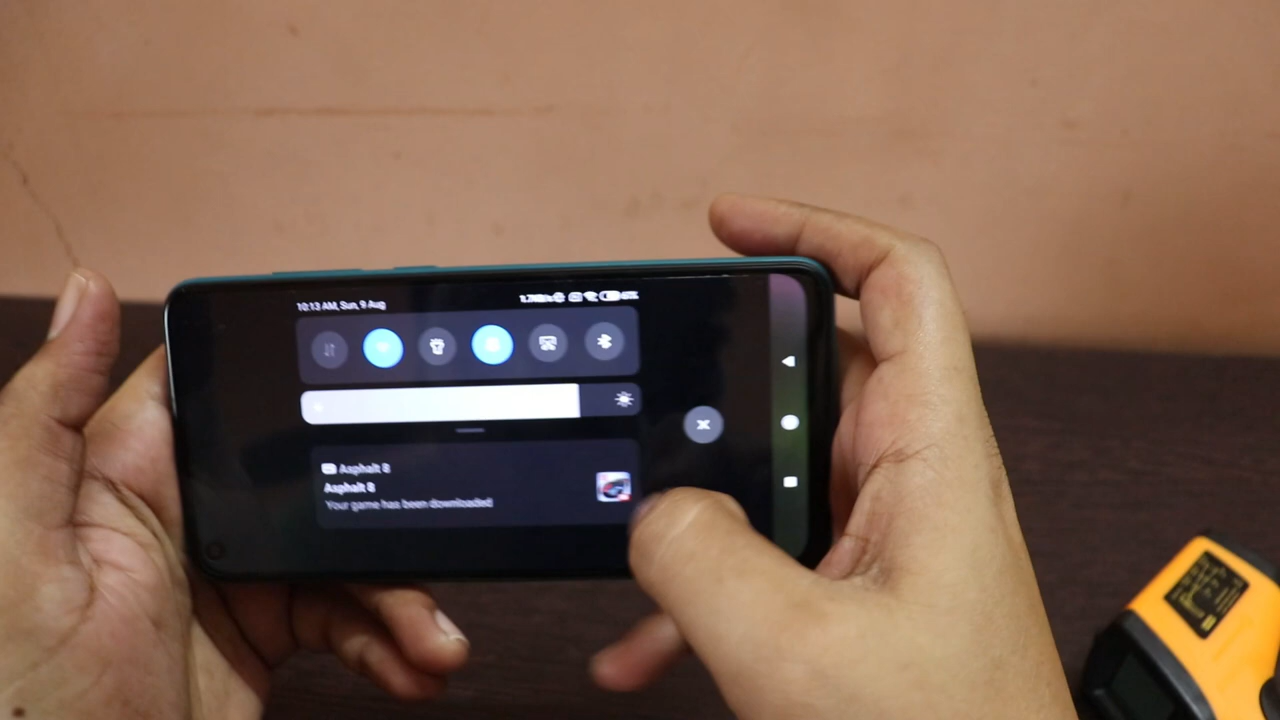 10:13 AM, Sun, 9 Aug
Asphalt 8
Asphalt 8
Your game has been downloaded